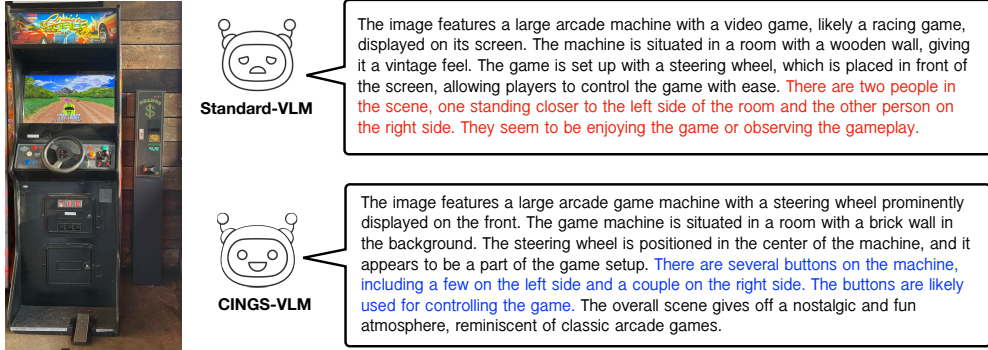 Standard-VLM
The image features a large arcade machine with a video game, likely a racing game,
displayed on its screen. The machine is situated in a room with a wooden wall, giving
it a vintage feel. The game is set up with a steering wheel, which is placed in front of
the screen, allowing players to control the game with ease. There are two people in
the scene, one standing closer to the left side of the room and the other person on
the right side. They seem to be enjoying the game or observing the gameplay.
CINGS-VLM
The image features a large arcade game machine with a steering wheel prominently
displayed on the front. The game machine is situated in a room with a brick wall in
the background. The steering wheel is positioned in the center of the machine, and it
appears to be a part of the game setup. There are several buttons on the machine,
including a few on the left side and a couple on the right side. The buttons are likely
used for controlling the game. The overall scene gives off a nostalgic and fun
atmosphere, reminiscent of classic arcade games.